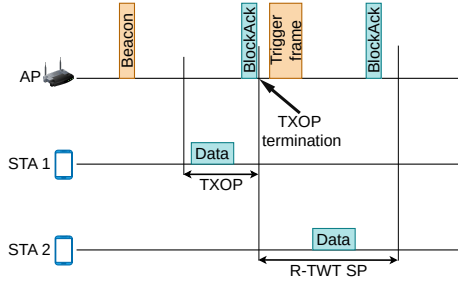 Beacon
BlockAck
Trigger
frame
BlockAck
AP
TXOP
termination
STA 1
Data
TXOP
STA 2
Data
R-TWT SP